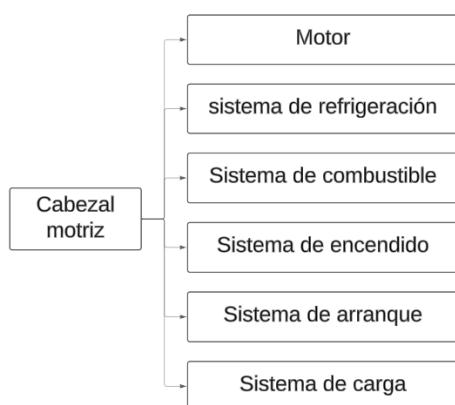 Motor
sistema de refrigeración
Sistema de combustible
Cabezal
motriz
Sistema de encendido
Sistema de arranque
Sistema de carga